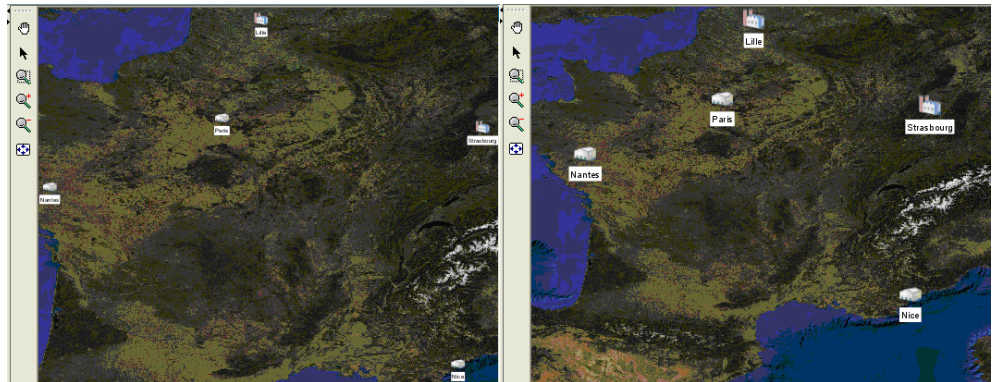 Lille
Paris
Strasbourg
Nantes
Nice
Lille
Paris
Strasbourg
Nantes
Nice